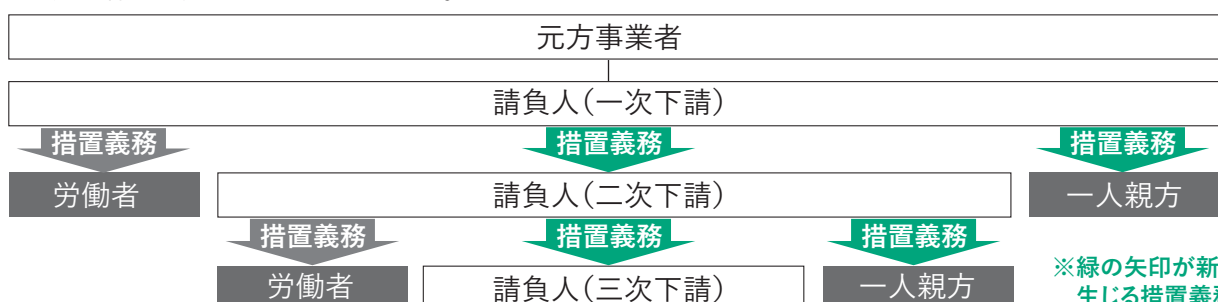 元方事業者
請負人（一次下請）
措置義務 措置義務 措置義務
労働者 請負人（二次下請） 一人親方
措置義務 措置義務 措置義務
労働者 請負人（三次下請） 一人親方
※緑の矢印が新
生じる措置義務